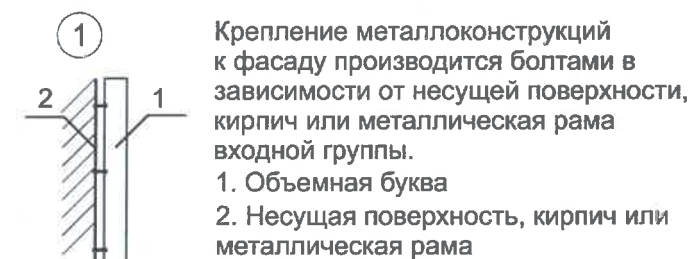 1
Крепление металлоконструкций
к фасаду производится болтами в
зависимости от несущей поверхности,
кирпич или металлическая рама
входной группы.
2 1
1. Объемная буква
2. Несущая поверхность, кирпич или
металлическая рама